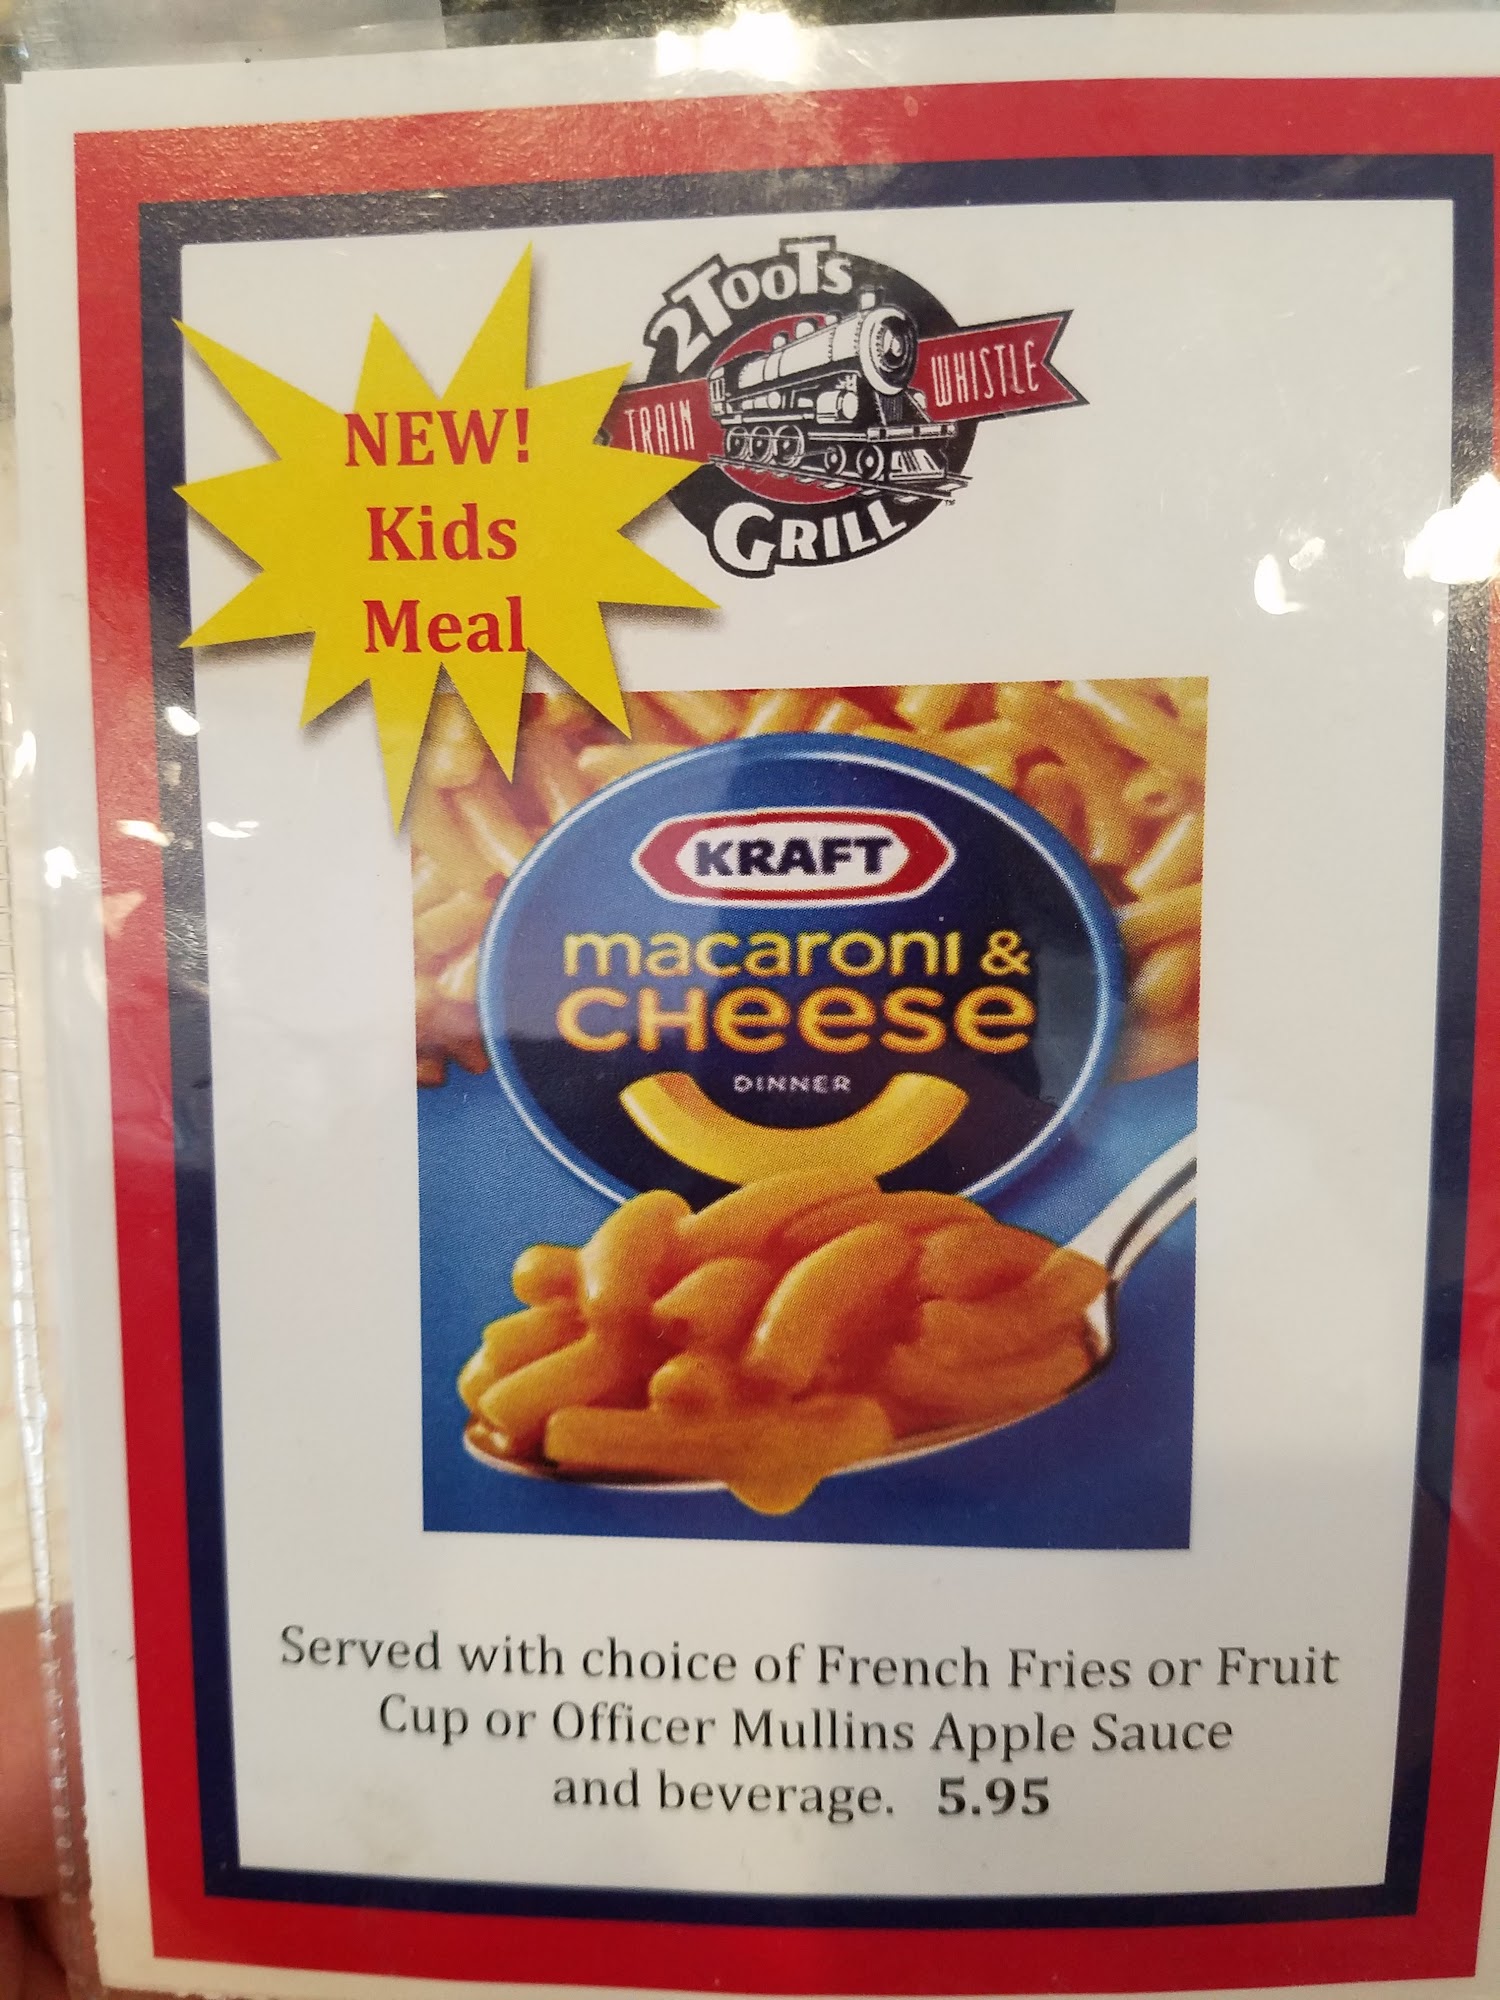 2TOOTS
TRAIN WHISTLE
GRILL
™
NEW!
Kids
Meal
KRAFT
macaroni &
CHeese
DINNER
Served with choice of French Fries or Fruit
Cup or Officer Mullins Apple Sauce
and beverage. 5.95